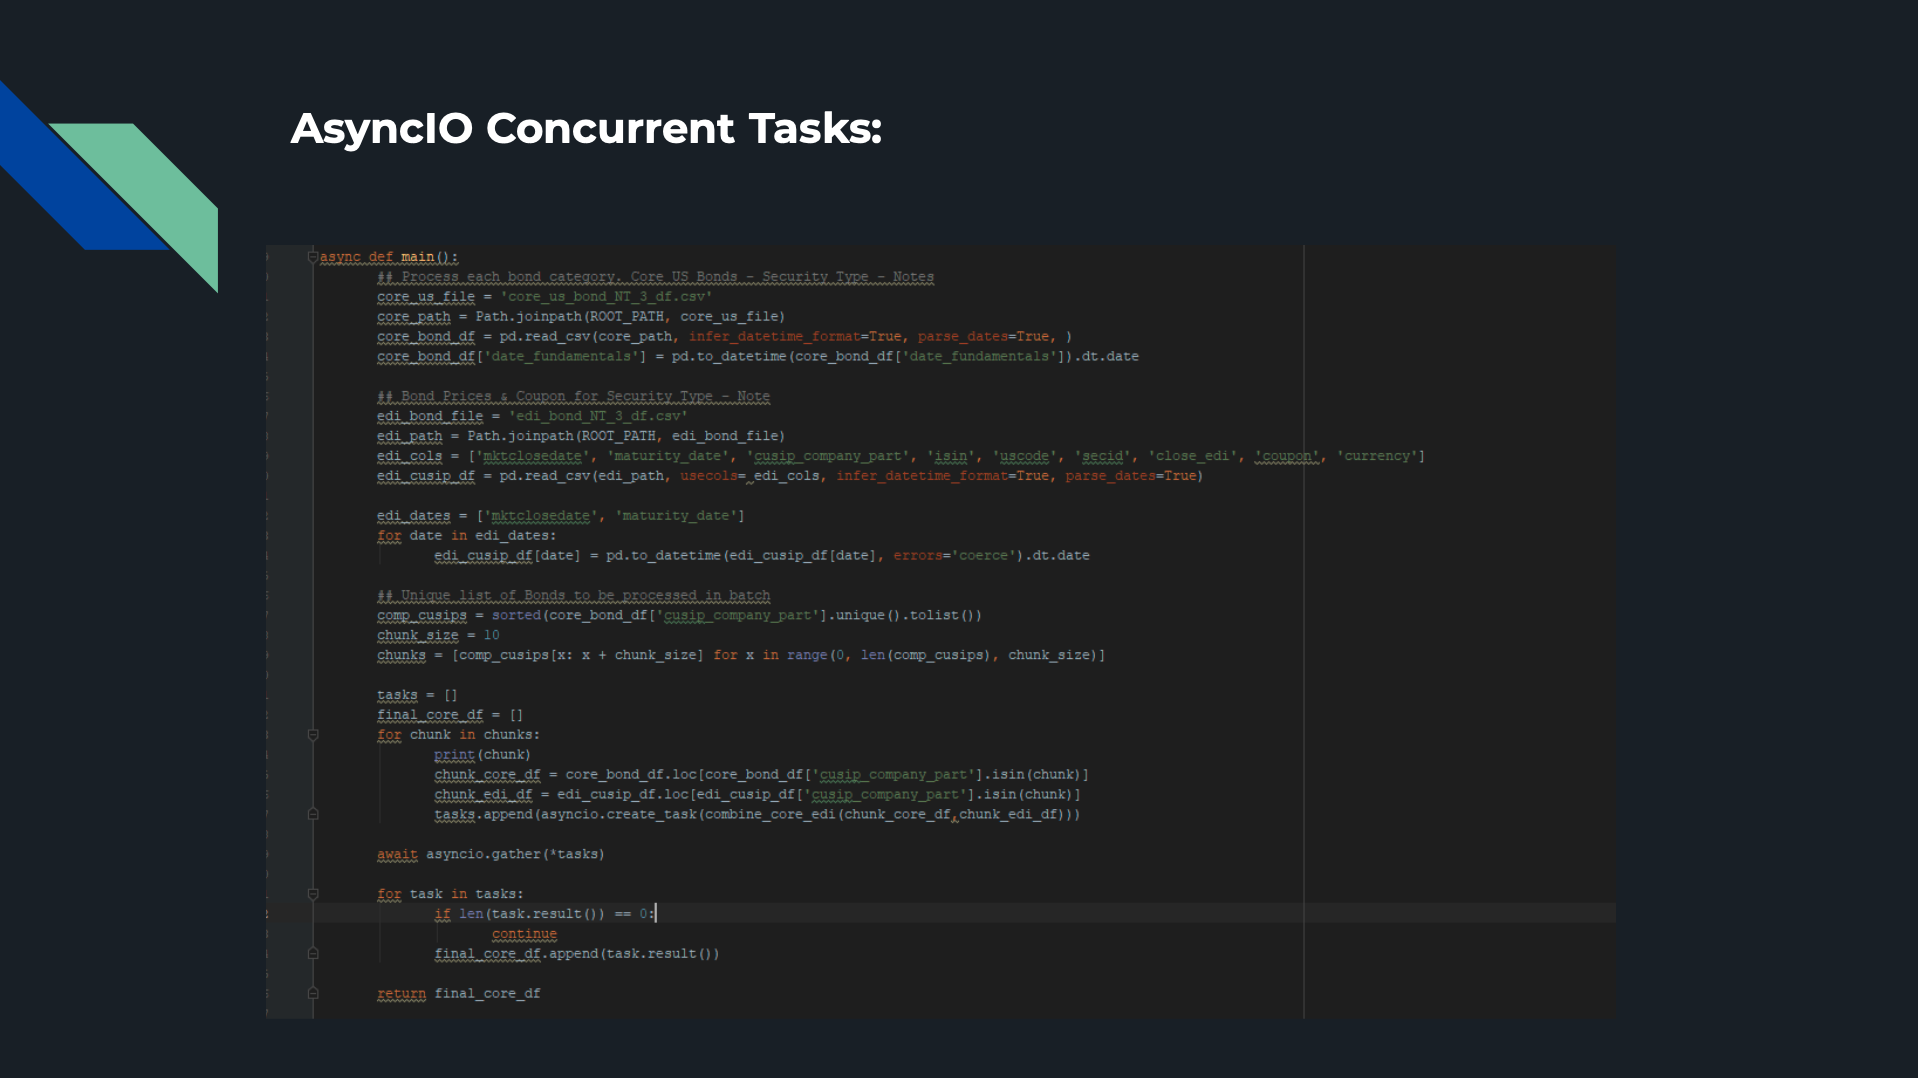 AsyncIO Concurrent Tasks:
async def main():
## Process each bond category. Core US Bonds - Security Type - Notes
core_us_file = 'core_us_bond_NT_3_df.csv'
core_path = Path.joinpath(ROOT_PATH, core_us_file)
core_bond_df = pd.read_csv(core_path, infer_datetime_format=True, parse_dates=True, )
core_bond_df['date_fundamentals'] = pd.to_datetime(core_bond_df['date_fundamentals']).dt.date
## Bond Prices & Coupon for Security Type - Note
edi_bond_file = 'edi_bond_NT_3_df.csv'
edi_path = Path.joinpath(ROOT_PATH, edi_bond_file)
edi_cols = ['mktclosedate', 'maturity_date', 'cusip_company_part', 'isin', 'uscode', 'secid', 'close_edi', 'coupon', 'currency']
edi_cusip_df = pd.read_csv(edi_path, usecols= edi_cols, infer_datetime_format=True, parse_dates=True)
edi_dates = ['mktclosedate', 'maturity_date']
for date in edi_dates:
edi_cusip_df[date] = pd.to_datetime(edi_cusip_df[date], errors='coerce').dt.date
## Unique list of Bonds to be processed in batch
comp_cusips = sorted(core_bond_df['cusip_company_part'].unique().tolist())
chunk_size = 10
chunks = [comp_cusips[x: x + chunk_size] for x in range(0, len(comp_cusips), chunk_size)]
tasks = []
final_core_df = []
for chunk in chunks:
print(chunk)
chunk_core_df = core_bond_df.loc[core_bond_df['cusip_company_part'].isin(chunk)]
chunk_edi_df = edi_cusip_df.loc[edi_cusip_df['cusip_company_part'].isin(chunk)]
tasks.append(asyncio.create_task(combine_core_edi(chunk_core_df,chunk_edi_df)))
await asyncio.gather(*tasks)
for task in tasks:
if len(task.result()) == 0:
continue
final_core_df.append(task.result())
return final_core_df